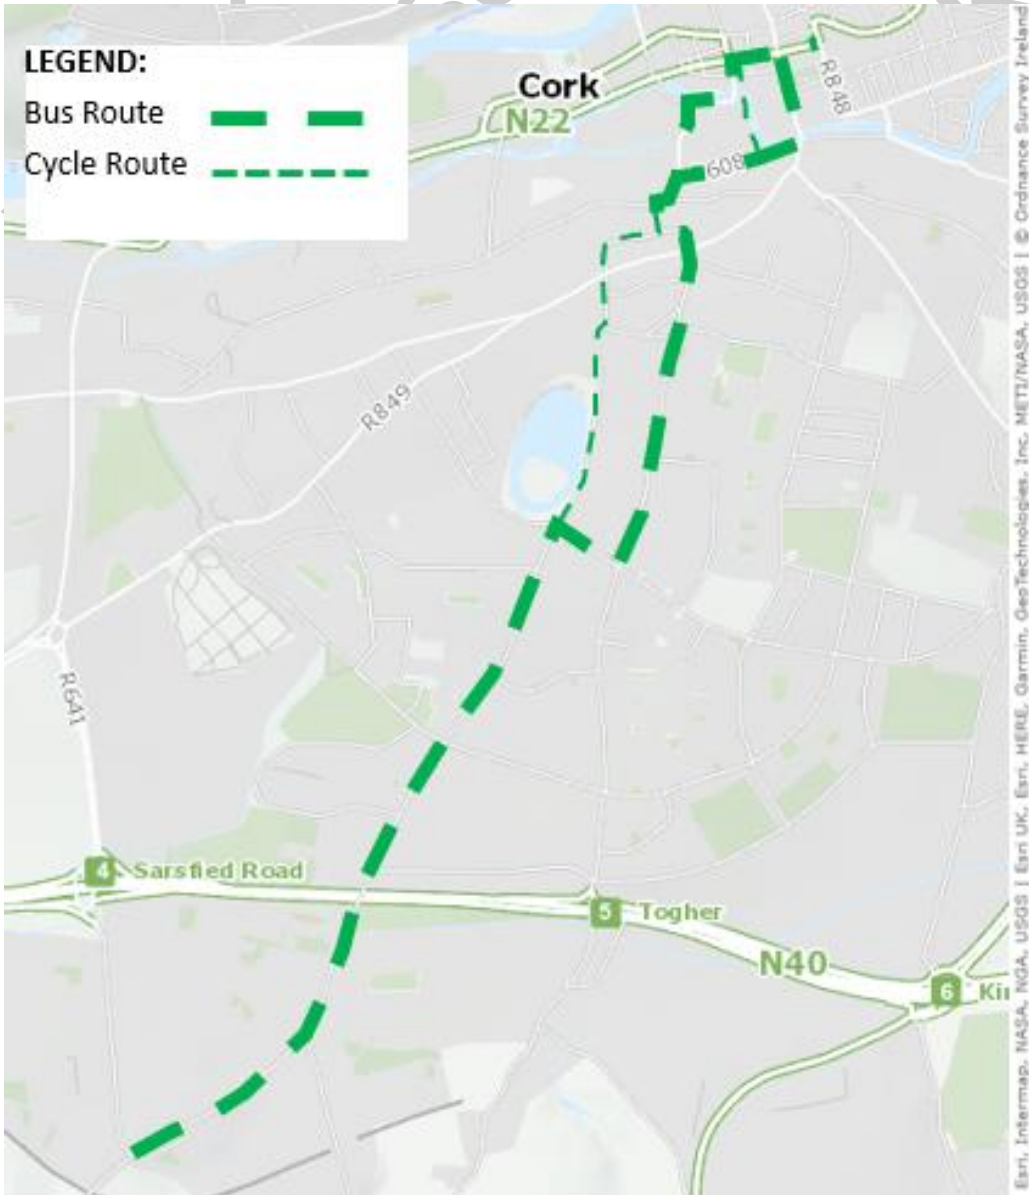 LEGEND:
Bus Route
Cycle Route
Cork
N22
R848
608
R849
R641
4 Sarsfied Road
5 Togher
N40
6 Kin
Esri, Intermap, NASA, NGA, USGS | Esri UK, Esri, HERE, Garmin, GeoTechnologies, Inc, METI/NASA, USGS | © Ordnance Survey Ireland